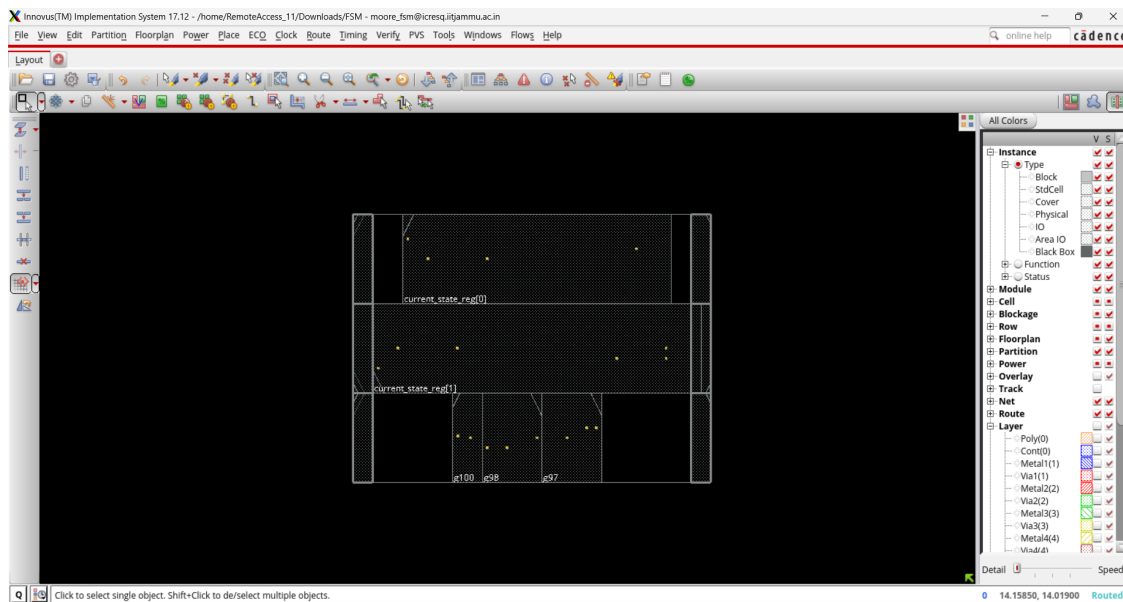 Innovus(TM) Implementation System 17.12 - /home/RemoteAccess_11/Downloads/FSM - moore_fsm@icresq.iitjammu.ac.in
File View Edit Partition Floorplan Power Place ECO Clock Route Timing Verify PVS Tools Windows Flows Help
online help cādence
Layout
All Colors
V S
Instance
Type
Block
StdCell
Cover
Physical
IO
Area IO
Black Box
Function
Status
Module
Cell
Blockage
Row
Floorplan
Partition
Power
Overlay
Track
Net
Route
Layer
Poly(0)
Cont(0)
Metal1(1)
Via1(1)
Metal2(2)
Via2(2)
Metal3(3)
Via3(3)
Metal4(4)
Via4(4)
current_state_reg[0]
current_state_reg[1]
g100 g98 g97
Detail Speed
Q Click to select single object. Shift+Click to de/select multiple objects.
0 14.15850, 14.01900 Routed